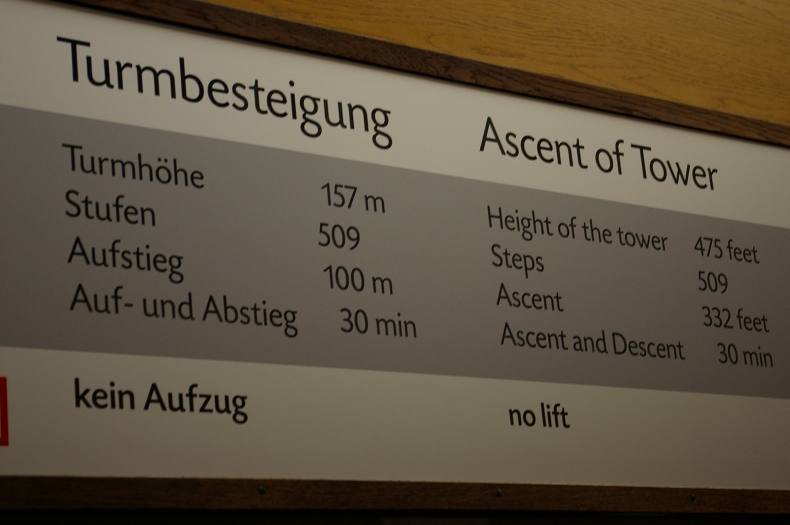 Turmbesteigung
Turmhöhe 157 m
Stufen 509
Aufstieg 100 m
Auf- und Abstieg 30 min
kein Aufzug
Ascent of Tower
Height of the tower 475 feet
Steps 509
Ascent 332 feet
Ascent and Descent 30 min
no lift